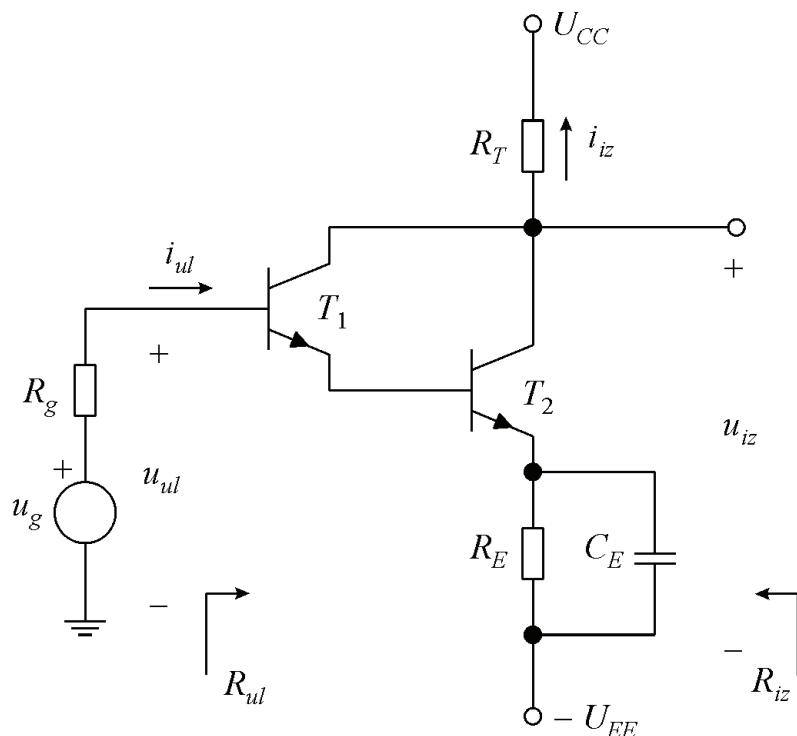 U_CC
R_T
i_iz
i_ul
+
T_1
+
R_g
T_2
+
u_g
u_ul
u_iz
R_E
C_E
−
−
R_ul
R_iz
− U_EE